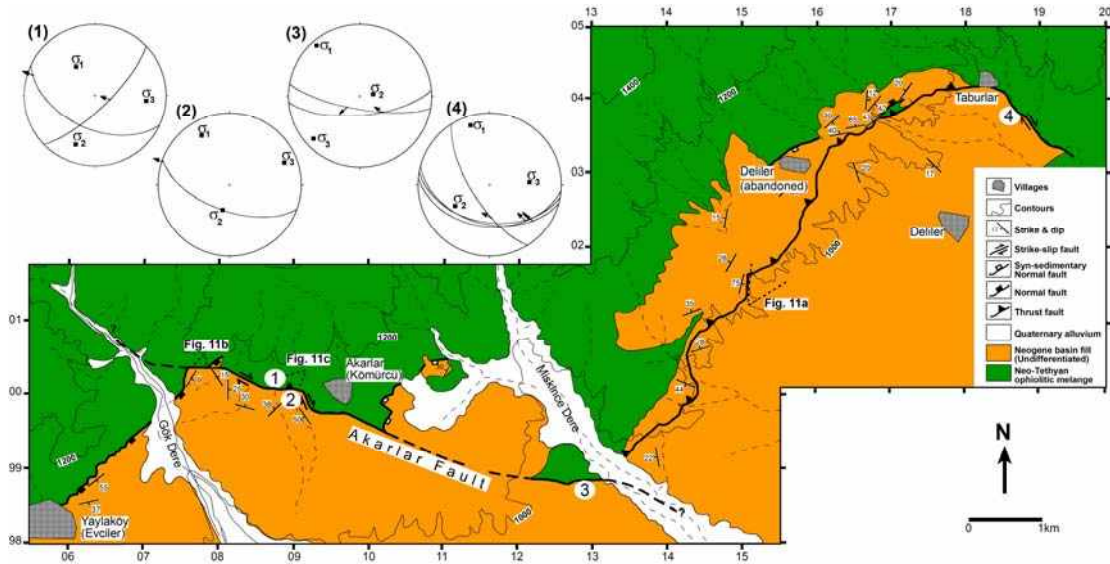 (1)
σ1
σ3
σ2
(2)
σ1
σ3
σ2
(3)
σ1
σ2
σ3
(4)
σ1
σ3
σ2
13 14 15 16 17 18 19 20
05
04
03
02
01
00
99
98
06 07 08 09 10 11 12 13 14 15
1400
1200
Taburlar
4
Deliler
(abandoned)
Deliler
1000
Fig. 11a
Villages
Contours
Strike & dip
Strike-slip fault
Syn-sedimentary
Normal fault
Normal fault
Thrust fault
Quaternary alluvium
Neogene basin fill
(Undifferentiated)
Neo-Tethyan
ophiolitic melange
1200
?
Fig. 11b
Fig. 11c
Akarlar
(Kömürcu)
1
2
Gök Dere
Miskince Dere
Akarlar Fault
3
?
1200
1000
Yaylaköy
(Evciler)
44
22
N
0 1km